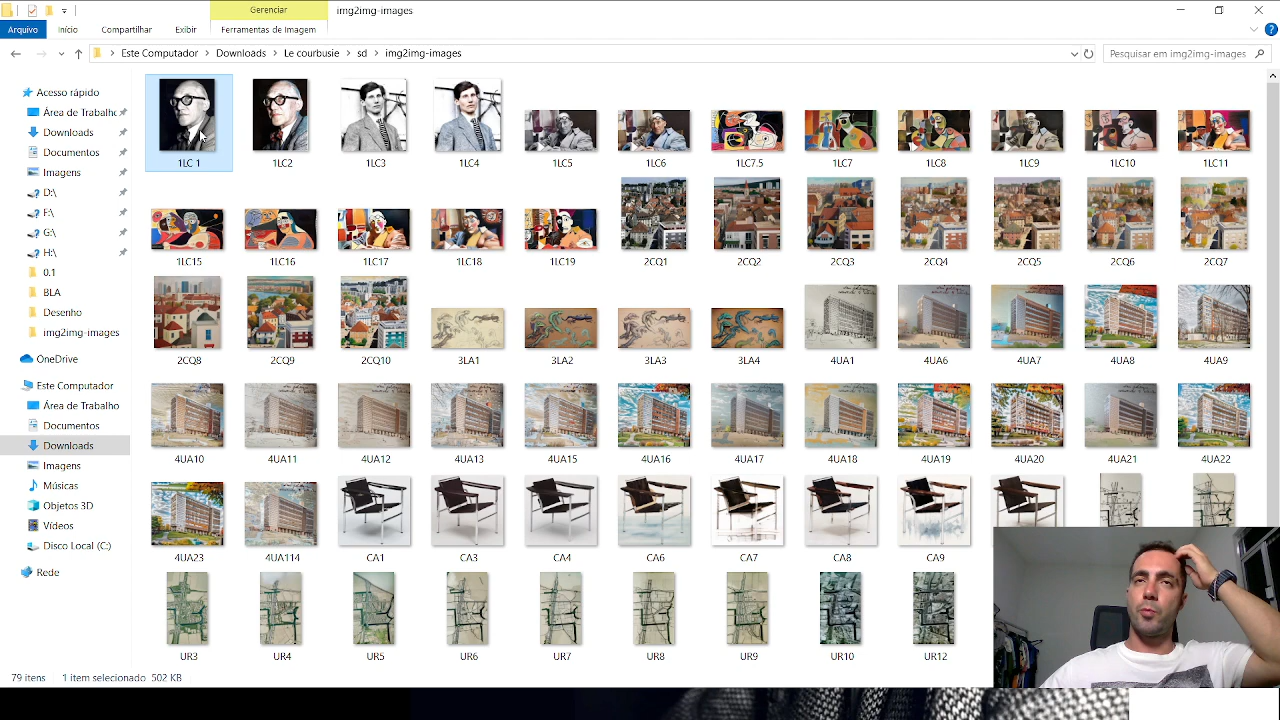 Gerenciar
img2img-images
Arquivo
Início
Compartilhar
Exibir
Ferramentas de Imagem
Este Computador
Downloads
Le courbusie
sd
img2img-images
Pesquisar em img2img-images
Acesso rápido
Área de Trabalho
Downloads
Documentos
Imagens
D:\
F:\
G:\
H:\
0.1
BLA
Desenho
img2img-images
OneDrive
Este Computador
Área de Trabalho
Documentos
Downloads
Imagens
Músicas
Objetos 3D
Vídeos
Disco Local (C:)
Rede
1LC 1
1LC2
1LC3
1LC4
1LC5
1LC6
1LC7.5
1LC7
1LC8
1LC9
1LC10
1LC11
1LC15
1LC16
1LC17
1LC18
1LC19
2CQ1
2CQ2
2CQ3
2CQ4
2CQ5
2CQ6
2CQ7
2CQ8
2CQ9
2CQ10
3LA1
3LA2
3LA3
3LA4
4UA1
4UA6
4UA7
4UA8
4UA9
4UA10
4UA11
4UA12
4UA13
4UA15
4UA16
4UA17
4UA18
4UA19
4UA20
4UA21
4UA22
4UA23
4UA114
CA1
CA3
CA4
CA6
CA7
CA8
CA9
UR3
UR4
UR5
UR6
UR7
UR8
UR9
UR10
UR12
79 itens
1 item selecionado
502 KB